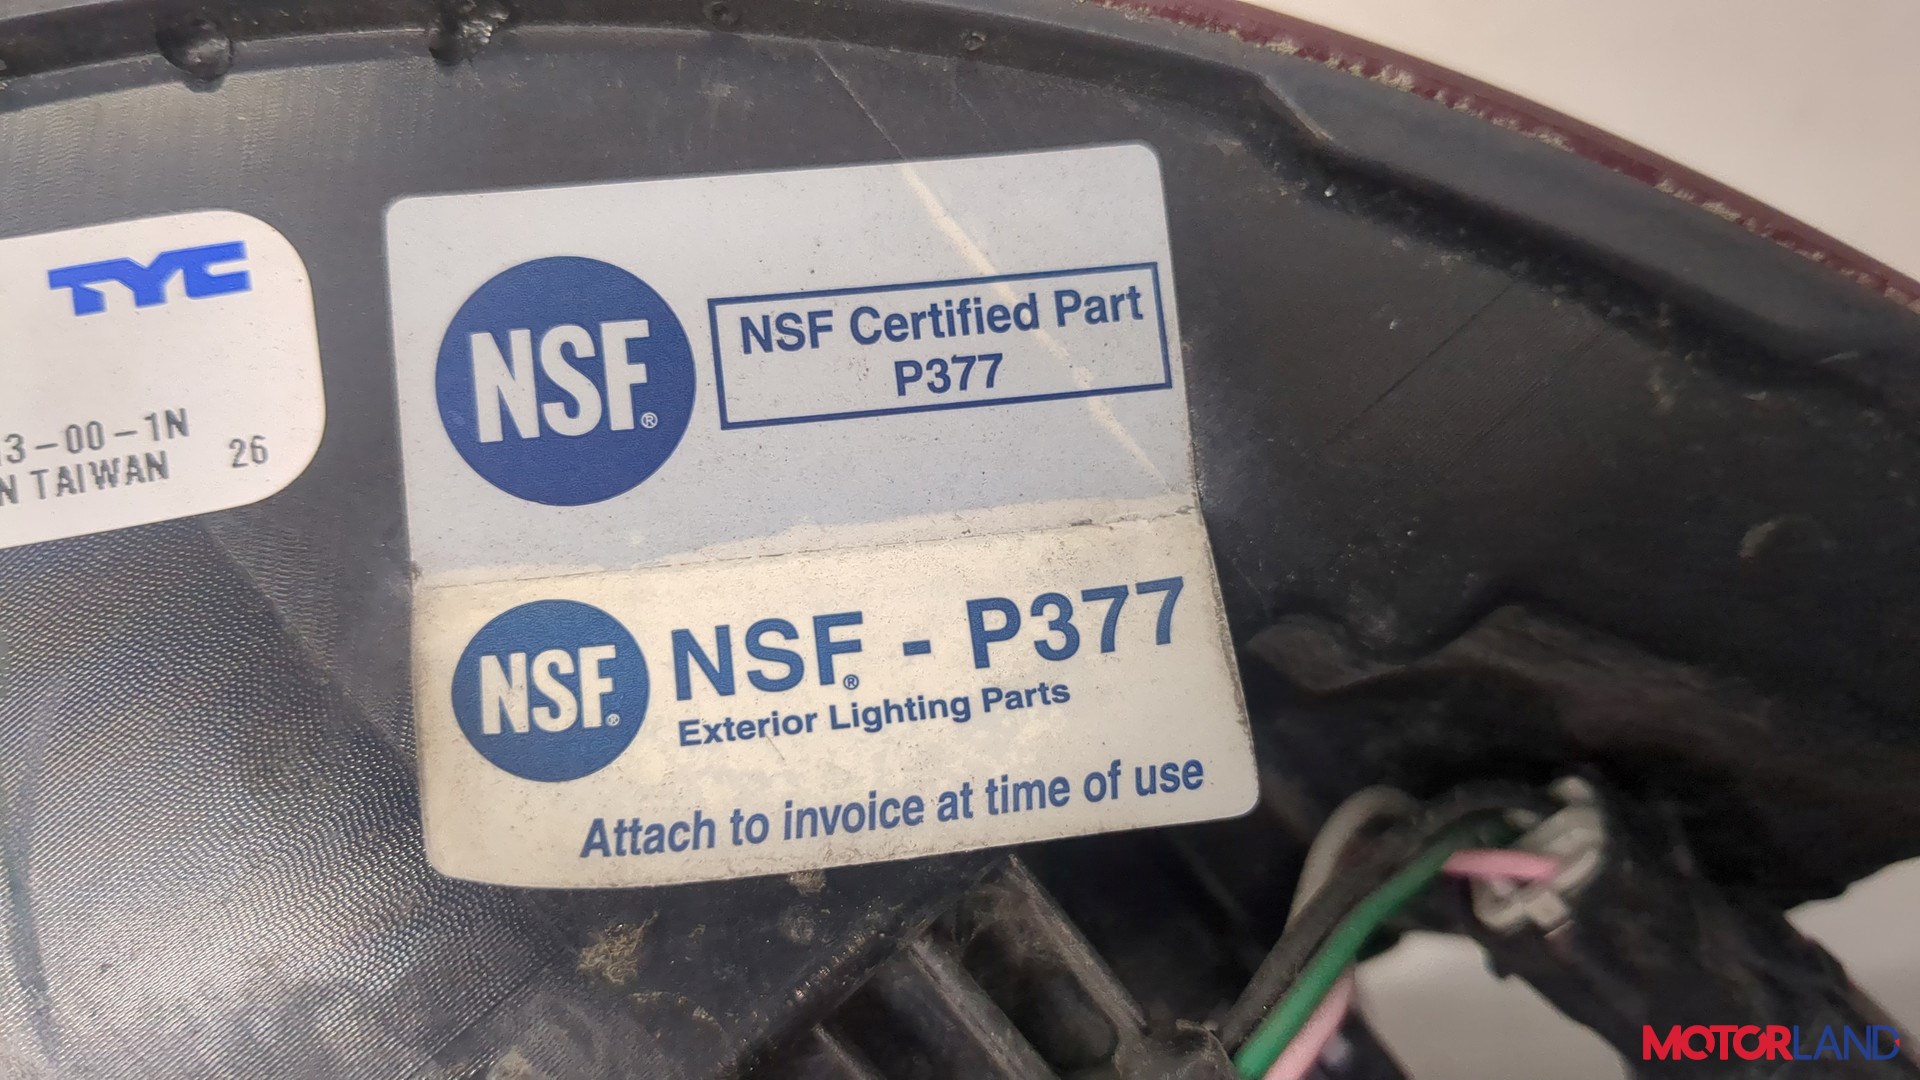 TYC
13-00-1N
N TAIWAN 26
NSF®
NSF Certified Part
P377
NSF®
NSF® - P377
Exterior Lighting Parts
Attach to invoice at time of use
MOTORLAND